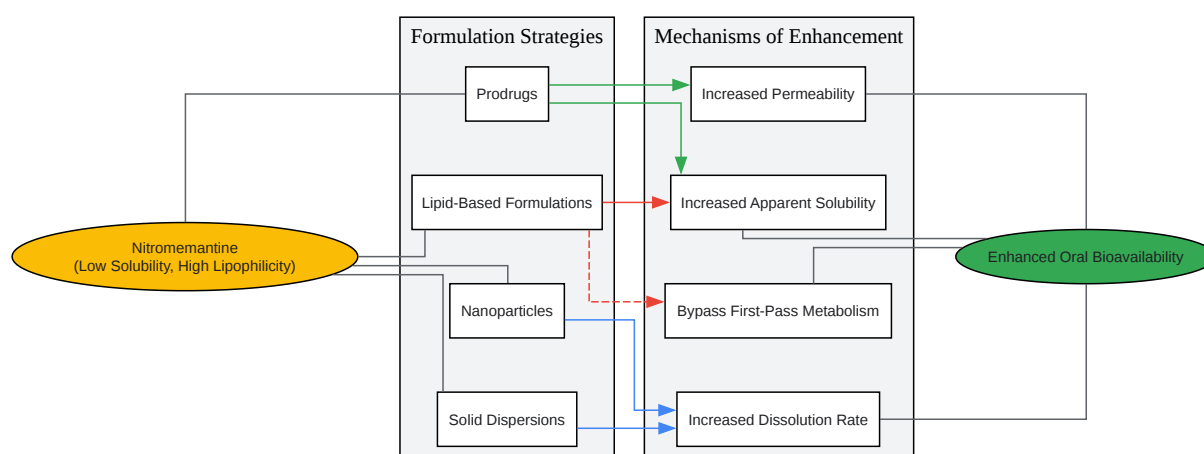 Formulation Strategies
Mechanisms of Enhancement
Prodrugs
Increased Permeability
Lipid-Based Formulations
Increased Apparent Solubility
Nitromemantine
(Low Solubility, High Lipophilicity)
Enhanced Oral Bioavailability
Nanoparticles
Bypass First-Pass Metabolism
Solid Dispersions
Increased Dissolution Rate